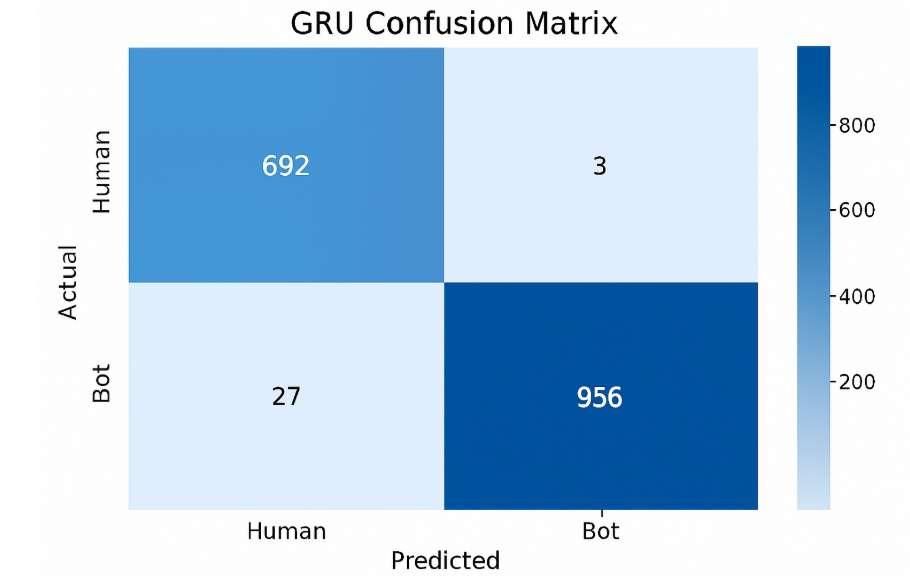 GRU Confusion Matrix
Actual
Human
692
3
Bot
27
956
Human
Bot
Predicted
800
600
400
200